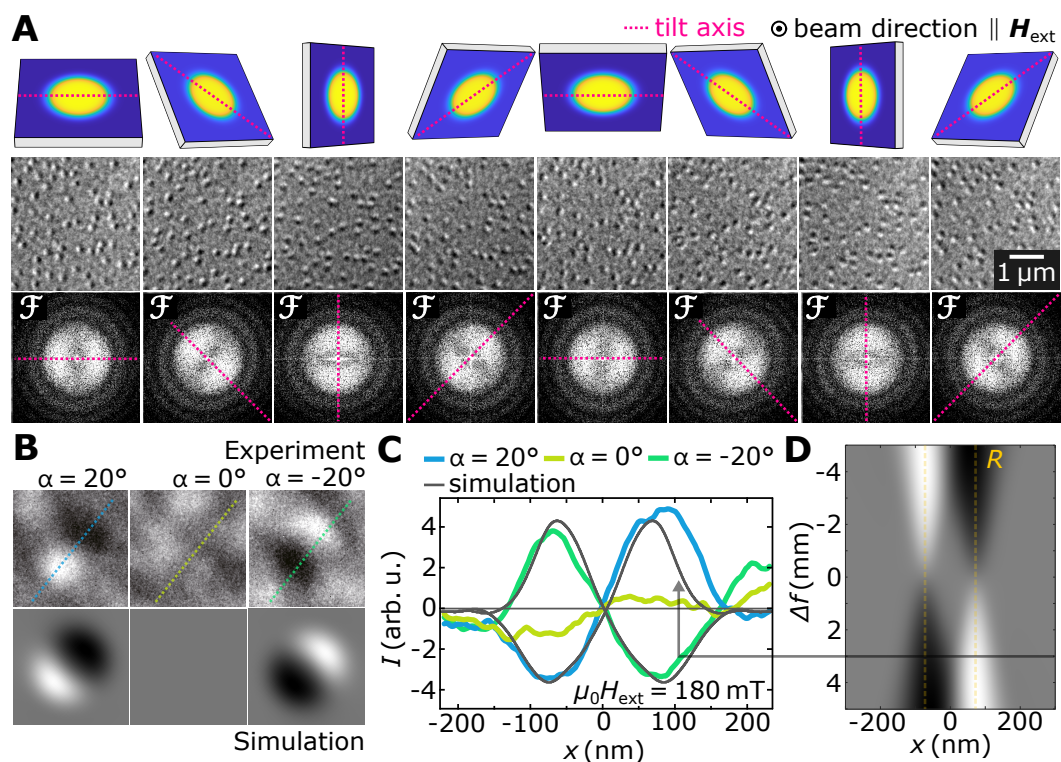 A
tilt axis
⊙ beam direction ∥ Hext
1 µm
ℱ ℱ ℱ ℱ ℱ ℱ ℱ ℱ
B
Experiment
α = 20° α = 0° α = -20°
Simulation
C
α = 20° α = 0° α = -20°
simulation
4
2
0
-2
-4
I (arb. u.)
µ0Hext = 180 mT
-200 -100 0 100 200
x (nm)
D
R
-4
-2
0
2
4
Δf (mm)
-200 0 200
x (nm)